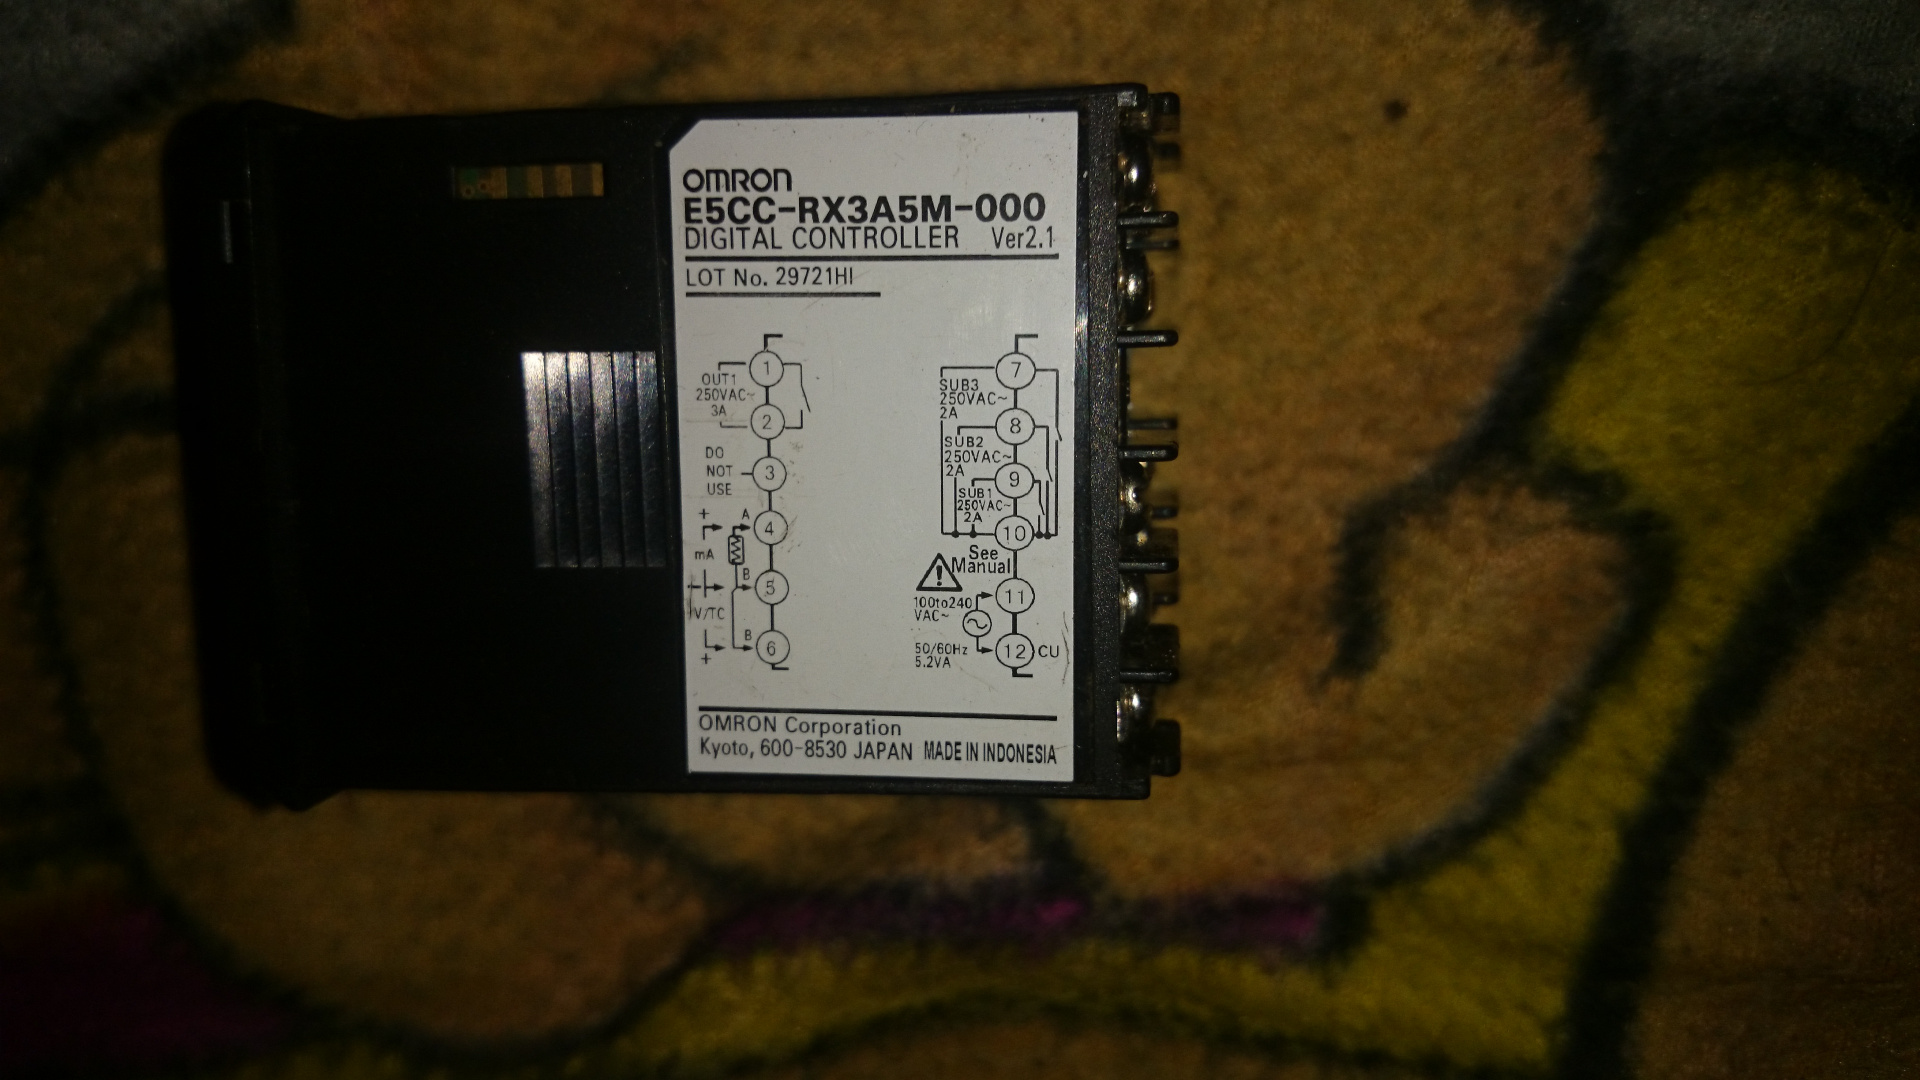 OMRON
E5CC-RX3A5M-000
DIGITAL CONTROLLER Ver2.1
LOT No. 29721HI
1
OUT1
250VAC~
3A
2
DO
NOT
USE
3
+
A
4
mA
-
B
5
V/TC
B
6
+
7
SUB3
250VAC~
2A
8
SUB2
250VAC~
2A
9
SUB1
250VAC~
2A
10
See
Manual
11
100to240
VAC~
50/60Hz
5.2VA
12 CU
OMRON Corporation
Kyoto, 600-8530 JAPAN MADE IN INDONESIA